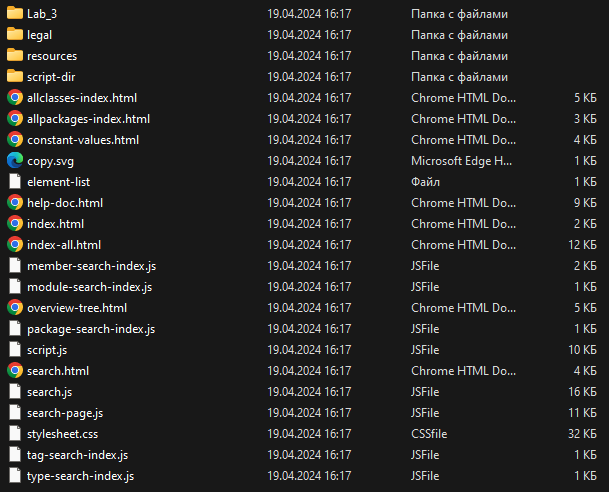 Lab_3 19.04.2024 16:17 Папка с файлами
legal 19.04.2024 16:17 Папка с файлами
resources 19.04.2024 16:17 Папка с файлами
script-dir 19.04.2024 16:17 Папка с файлами
allclasses-index.html 19.04.2024 16:17 Chrome HTML Do... 5 КБ
allpackages-index.html 19.04.2024 16:17 Chrome HTML Do... 3 КБ
constant-values.html 19.04.2024 16:17 Chrome HTML Do... 4 КБ
copy.svg 19.04.2024 16:17 Microsoft Edge H... 1 КБ
element-list 19.04.2024 16:17 Файл 1 КБ
help-doc.html 19.04.2024 16:17 Chrome HTML Do... 9 КБ
index.html 19.04.2024 16:17 Chrome HTML Do... 2 КБ
index-all.html 19.04.2024 16:17 Chrome HTML Do... 12 КБ
member-search-index.js 19.04.2024 16:17 JSFile 2 КБ
module-search-index.js 19.04.2024 16:17 JSFile 1 КБ
overview-tree.html 19.04.2024 16:17 Chrome HTML Do... 5 КБ
package-search-index.js 19.04.2024 16:17 JSFile 1 КБ
script.js 19.04.2024 16:17 JSFile 10 КБ
search.html 19.04.2024 16:17 Chrome HTML Do... 4 КБ
search.js 19.04.2024 16:17 JSFile 16 КБ
search-page.js 19.04.2024 16:17 JSFile 11 КБ
stylesheet.css 19.04.2024 16:17 CSSfile 32 КБ
tag-search-index.js 19.04.2024 16:17 JSFile 1 КБ
type-search-index.js 19.04.2024 16:17 JSFile 1 КБ